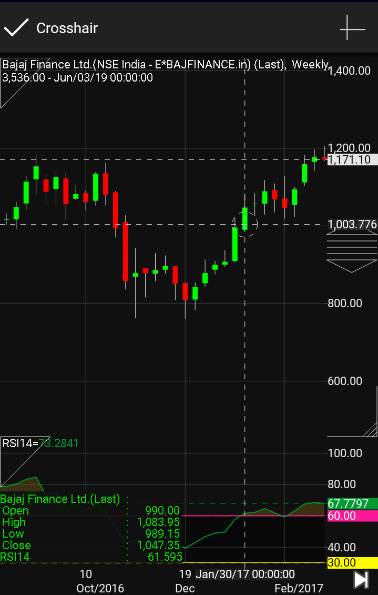 Crosshair
Bajaj Finance Ltd.(NSE India - E*BAJFINANCE.in) (Last), Weekly,
3,536.00 - Jun/03/19 00:00:00
1,400.00
1,200.00
1,171.10
1,003.776
800.00
600.00
RSI14=73.2841
100.00
80.00
67.7797
60.00
40.00
30.00
Bajaj Finance Ltd.(Last) :
Open : 990.00
High : 1,083.95
Low : 989.15
Close : 1,047.35
RSI14 : 61.595
10 19 Jan/30/17 00:00:00
Oct/2016 Dec Feb/2017